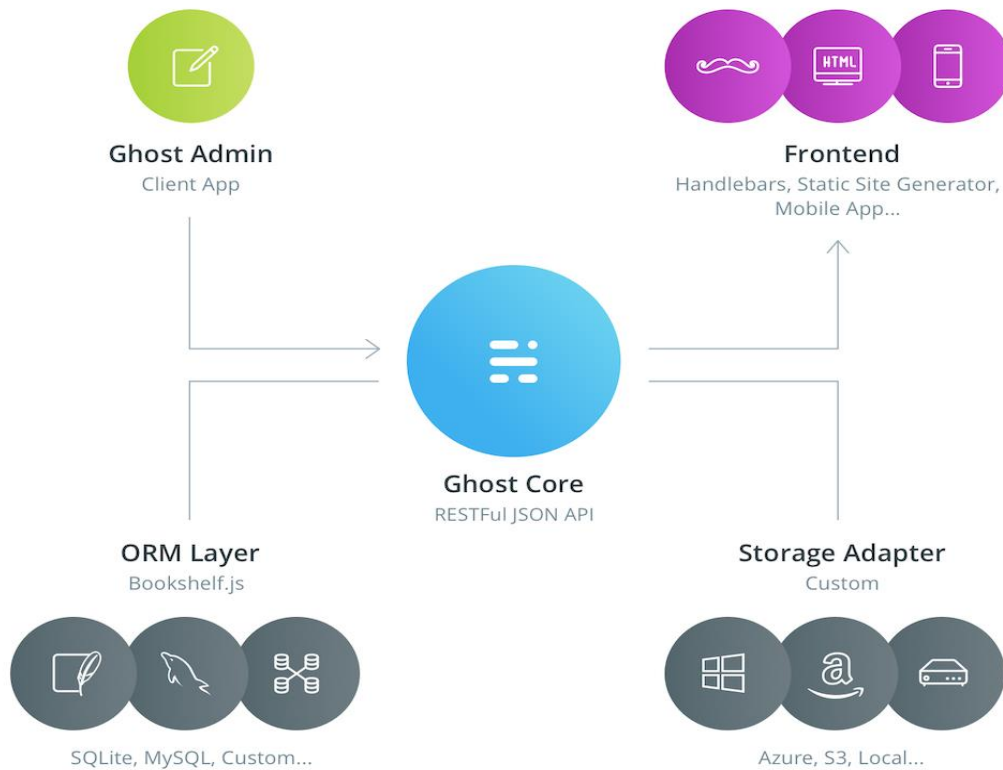 HTML
Ghost Admin
Client App
Frontend
Handlebars, Static Site Generator,
Mobile App...
Ghost Core
RESTFul JSON API
ORM Layer
Bookshelf.js
Storage Adapter
Custom
a
SQLite, MySQL, Custom...
Azure, S3, Local...